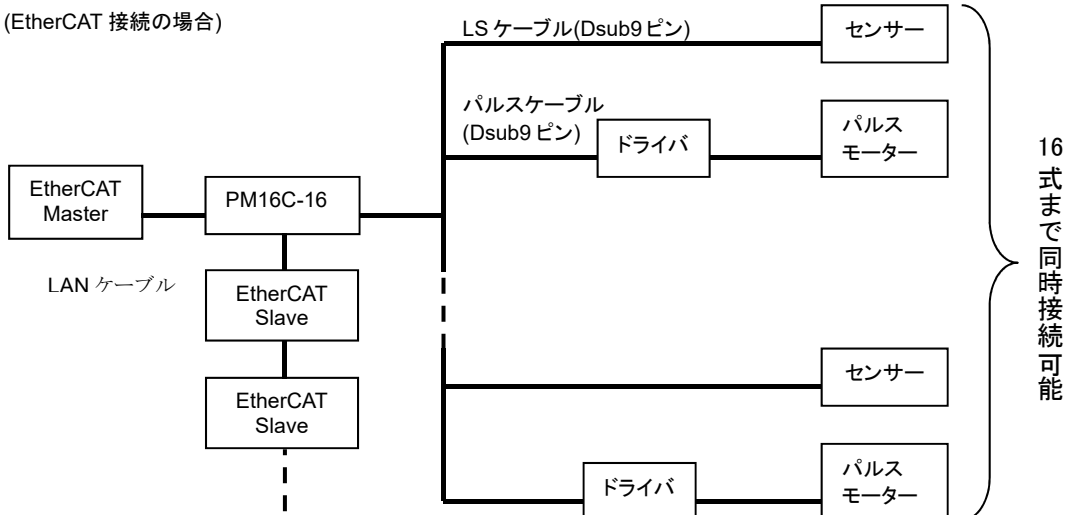 (EtherCAT 接続の場合)
LS ケーブル(Dsub9 ピン)
センサー
パルスケーブル
(Dsub9 ピン)
ドライバ
パルス
モーター
EtherCAT
Master
PM16C-16
LAN ケーブル
EtherCAT
Slave
EtherCAT
Slave
センサー
ドライバ
パルス
モーター
16式まで同時接続可能